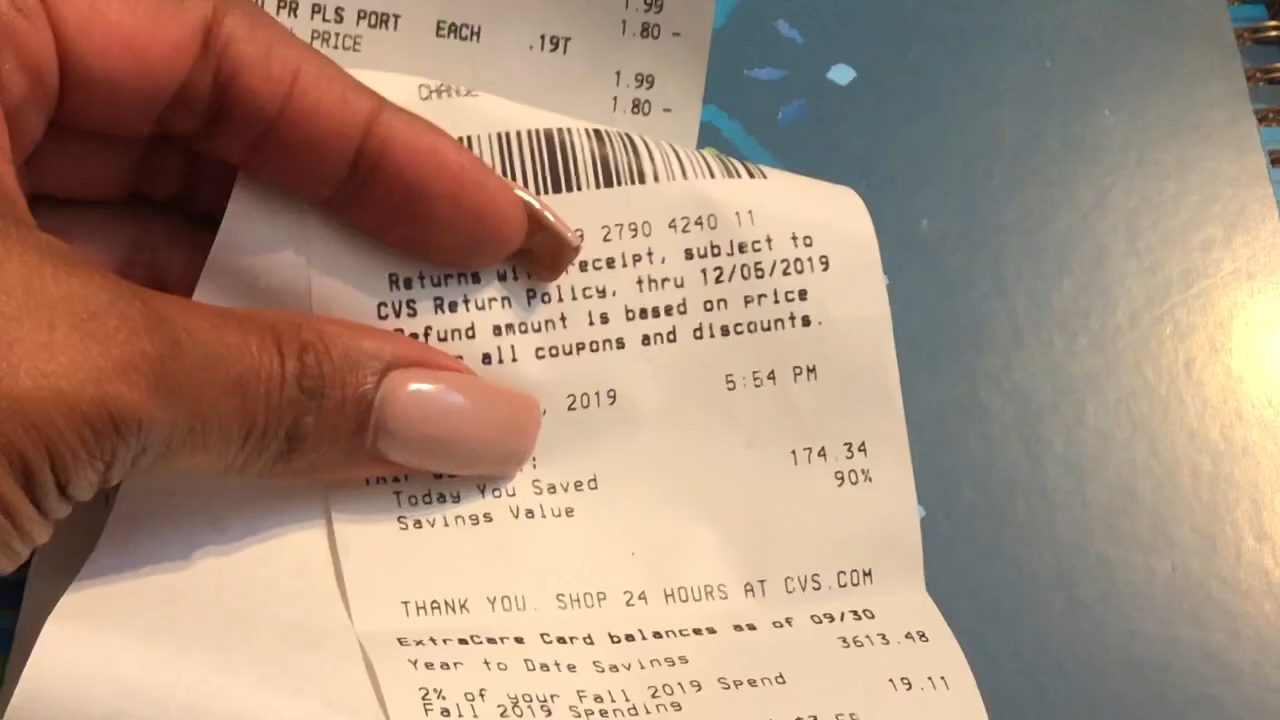 PR PLS PORT EACH .19T
PRICE
1.99
1.80 -
1.99
1.80 -
CHANGE
2790 4240 11
Returns receipt, subject to
CVS Return Policy, thru 12/05/2019
Refund amount is based on price
all coupons and discounts.
, 2019 5:54 PM
174.34
Today You Saved 90%
Savings Value
THANK YOU. SHOP 24 HOURS AT CVS.COM
ExtraCare Card balances as of 09/30
Year to Date Savings 3613.48
2% of your Fall 2019 Spend
Fall 2019 Spending 19.11